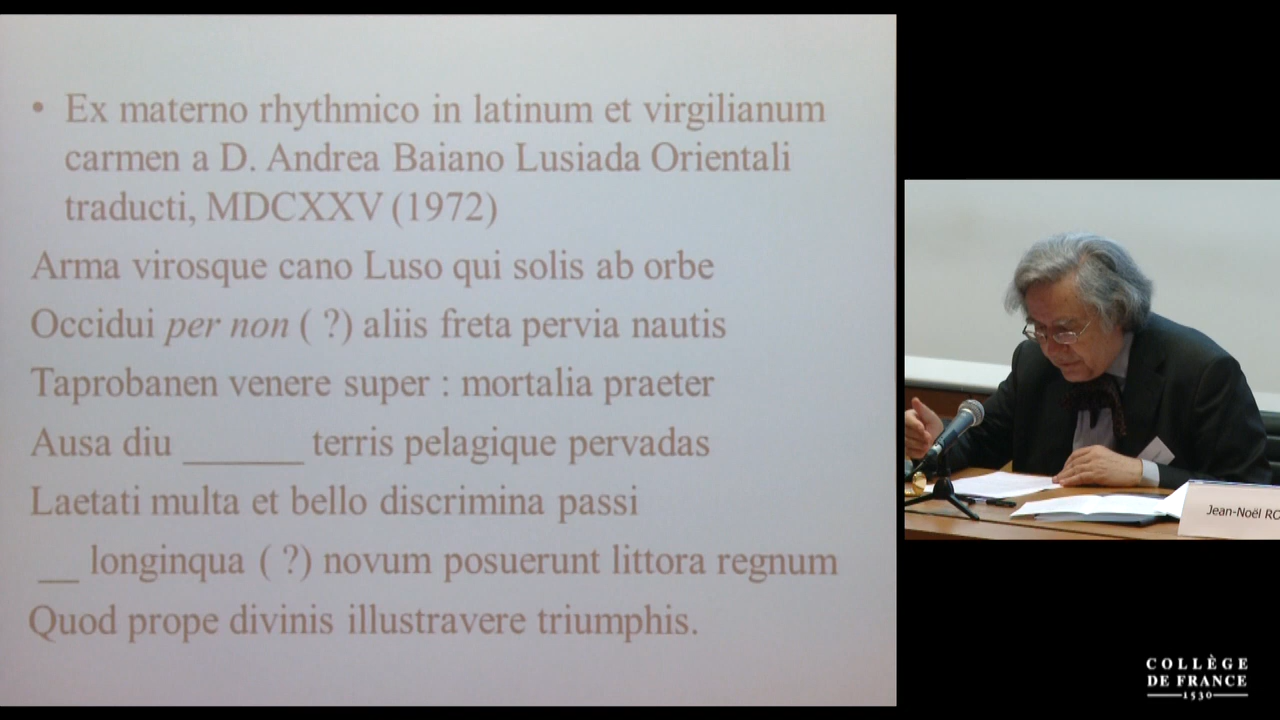 • Ex materno rhythmico in latinum et virgilianum
carmen a D. Andrea Baiano Lusiada Orientali
traducti, MDCXXV (1972)
Arma virosque cano Luso qui solis ab orbe
Occidui per non ( ?) aliis freta pervia nautis
Taprobanen venere super : mortalia praeter
Ausa diu ______ terris pelagique pervadas
Laetati multa et bello discrimina passi
__ longinqua ( ?) novum posuerunt littora regnum
Quod prope divinis illustravere triumphis.
Jean-Noël RO
COLLÈGE
DE FRANCE
1530